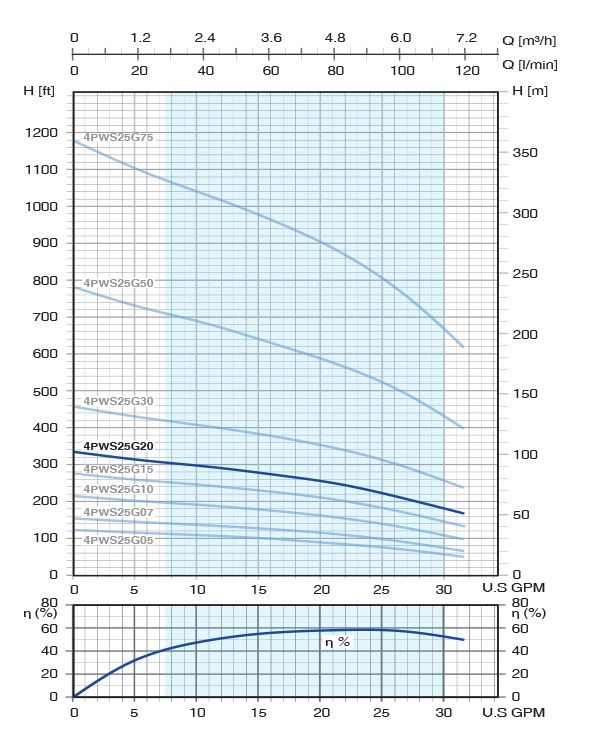 0 1.2 2.4 3.6 4.8 6.0 7.2 Q [m³/h]
0 20 40 60 80 100 120 Q [l/min]
H [ft] H [m]
1200
1100
1000
900
800
700
600
500
400
300
200
100
0
350
300
250
200
150
100
50
0
4PWS25G75
4PWS25G50
4PWS25G30
4PWS25G20
4PWS25G15
4PWS25G10
4PWS25G07
4PWS25G05
0 5 10 15 20 25 30 U.S GPM
80 80
η (%) η (%)
60 60
η %
40 40
20 20
0 0
0 5 10 15 20 25 30 U.S GPM